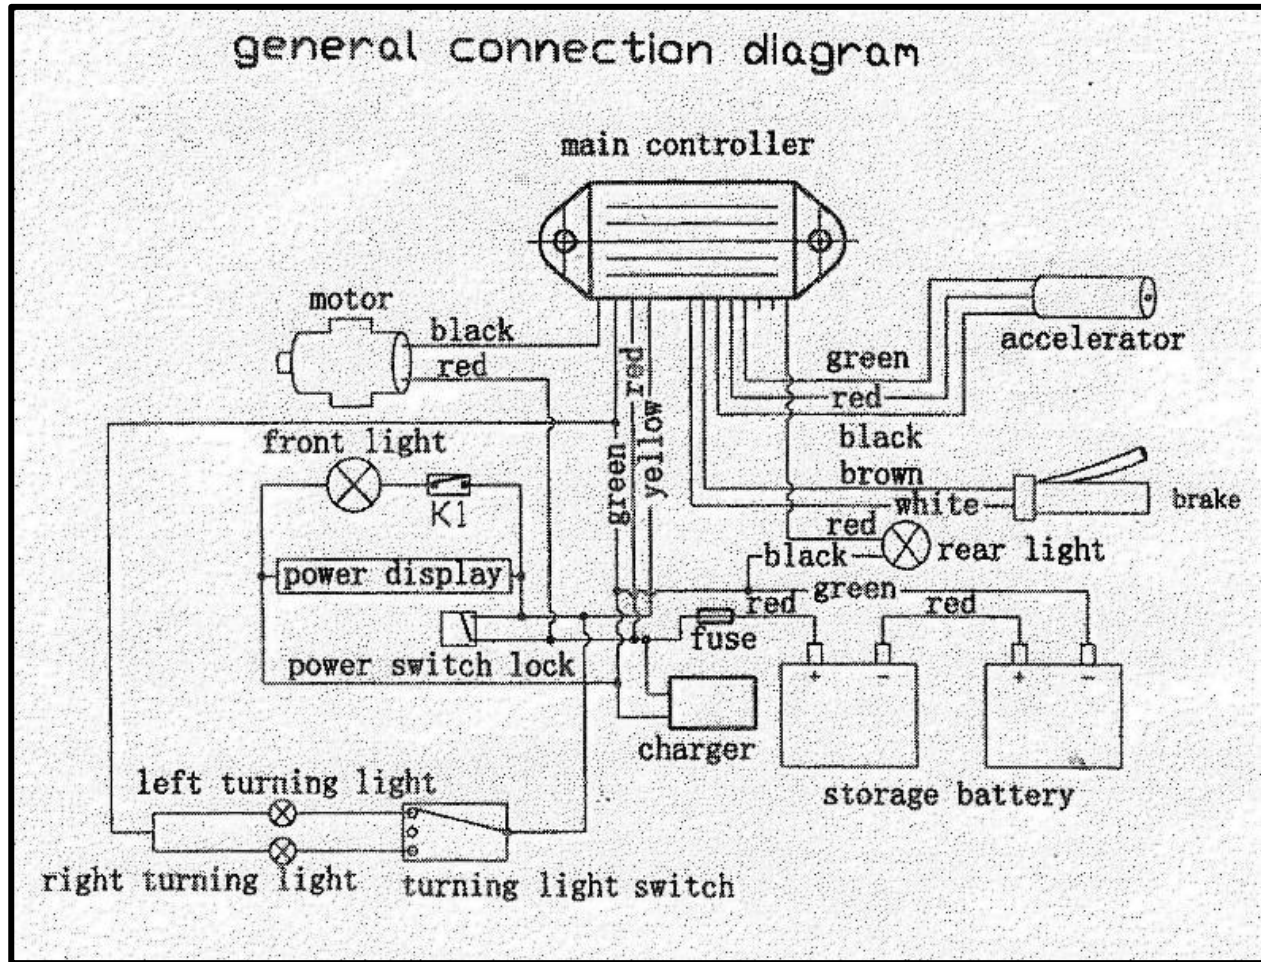 general connection diagram
main controller
motor
black
red
accelerator
green
red
black
red
yellow
green
front light
K1
brown
white
brake
red
black
rear light
power display
green
red
red
fuse
power switch lock
+ −
+ −
charger
storage battery
left turning light
right turning light
turning light switch